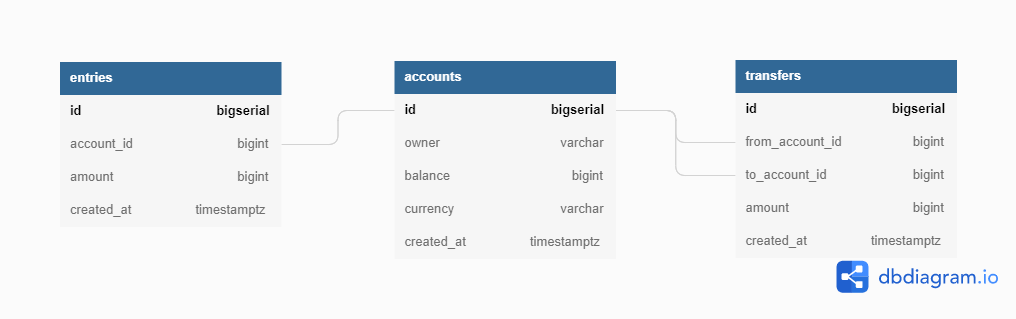 entries
id bigserial
account_id bigint
amount bigint
created_at timestamptz
accounts
id bigserial
owner varchar
balance bigint
currency varchar
created_at timestamptz
transfers
id bigserial
from_account_id bigint
to_account_id bigint
amount bigint
created_at timestamptz
dbdiagram.io